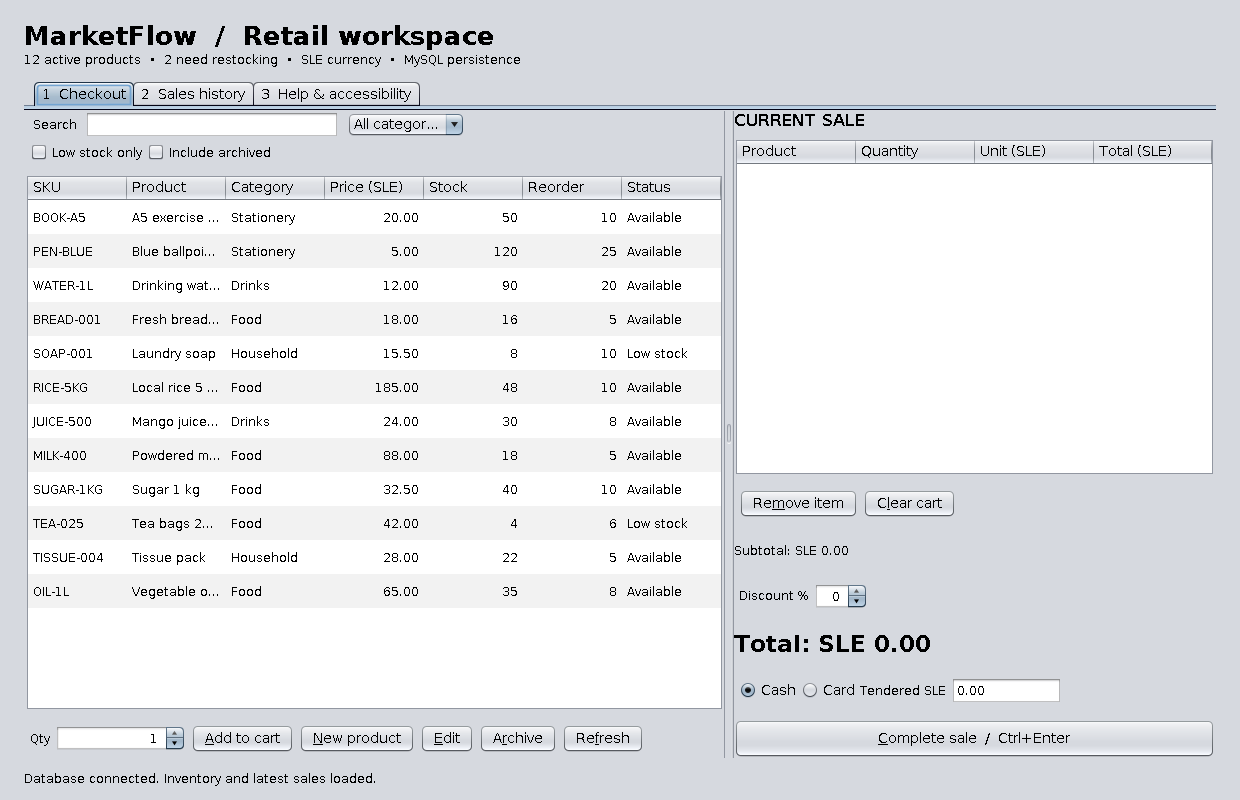 MarketFlow / Retail workspace
12 active products • 2 need restocking • SLE currency • MySQL persistence
1 Checkout 2 Sales history 3 Help & accessibility
Search All categor...
Low stock only Include archived
SKU Product Category Price (SLE) Stock Reorder Status
BOOK-A5 A5 exercise ... Stationery 20.00 50 10 Available
PEN-BLUE Blue ballpoi... Stationery 5.00 120 25 Available
WATER-1L Drinking wat... Drinks 12.00 90 20 Available
BREAD-001 Fresh bread... Food 18.00 16 5 Available
SOAP-001 Laundry soap Household 15.50 8 10 Low stock
RICE-5KG Local rice 5 ... Food 185.00 48 10 Available
JUICE-500 Mango juice... Drinks 24.00 30 8 Available
MILK-400 Powdered m... Food 88.00 18 5 Available
SUGAR-1KG Sugar 1 kg Food 32.50 40 10 Available
TEA-025 Tea bags 2... Food 42.00 4 6 Low stock
TISSUE-004 Tissue pack Household 28.00 22 5 Available
OIL-1L Vegetable o... Food 65.00 35 8 Available
Qty 1 Add to cart New product Edit Archive Refresh
CURRENT SALE
Product Quantity Unit (SLE) Total (SLE)
Remove item Clear cart
Subtotal: SLE 0.00
Discount % 0
Total: SLE 0.00
Cash Card Tendered SLE 0.00
Complete sale / Ctrl+Enter
Database connected. Inventory and latest sales loaded.